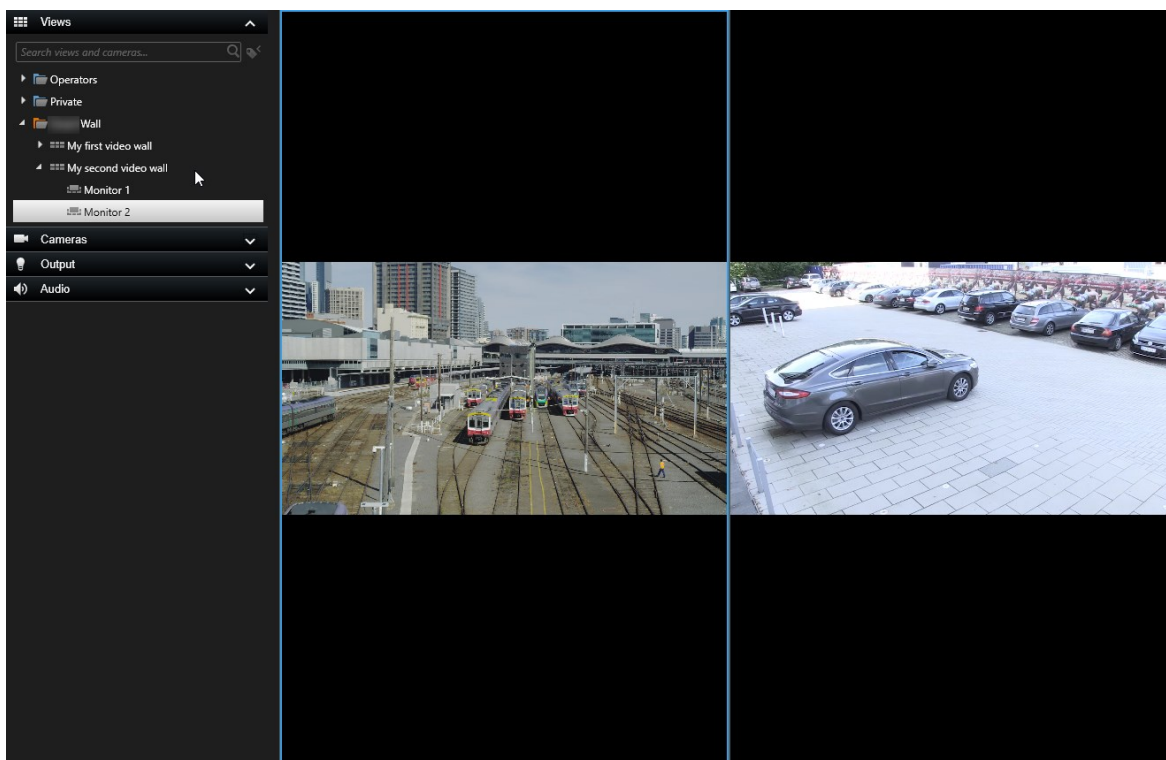 Views
Search views and cameras...
Operators
Private
Wall
My first video wall
My second video wall
Monitor 1
Monitor 2
Cameras
Output
Audio